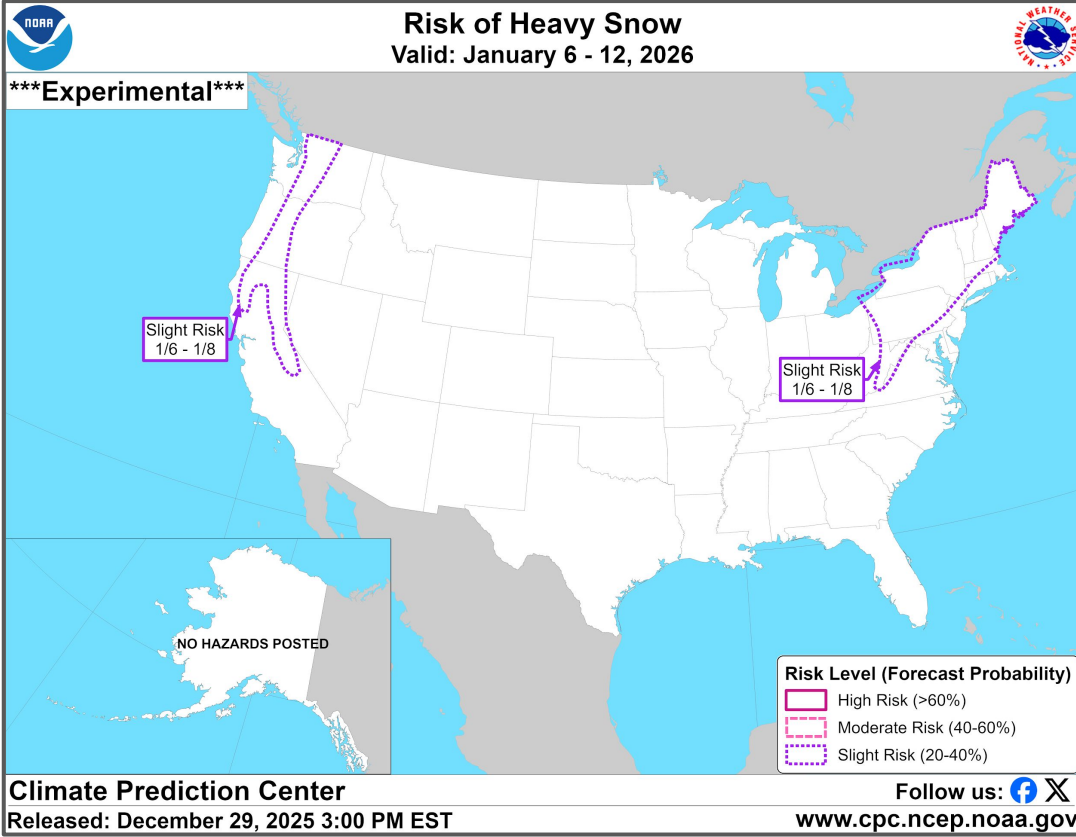 NOAA
Risk of Heavy Snow
Valid: January 6 - 12, 2026
NATIONAL WEATHER SERVICE
***Experimental***
Slight Risk
1/6 - 1/8
Slight Risk
1/6 - 1/8
NO HAZARDS POSTED
Risk Level (Forecast Probability)
High Risk (>60%)
Moderate Risk (40-60%)
Slight Risk (20-40%)
Climate Prediction Center
Follow us:
Released: December 29, 2025 3:00 PM EST
www.cpc.ncep.noaa.gov